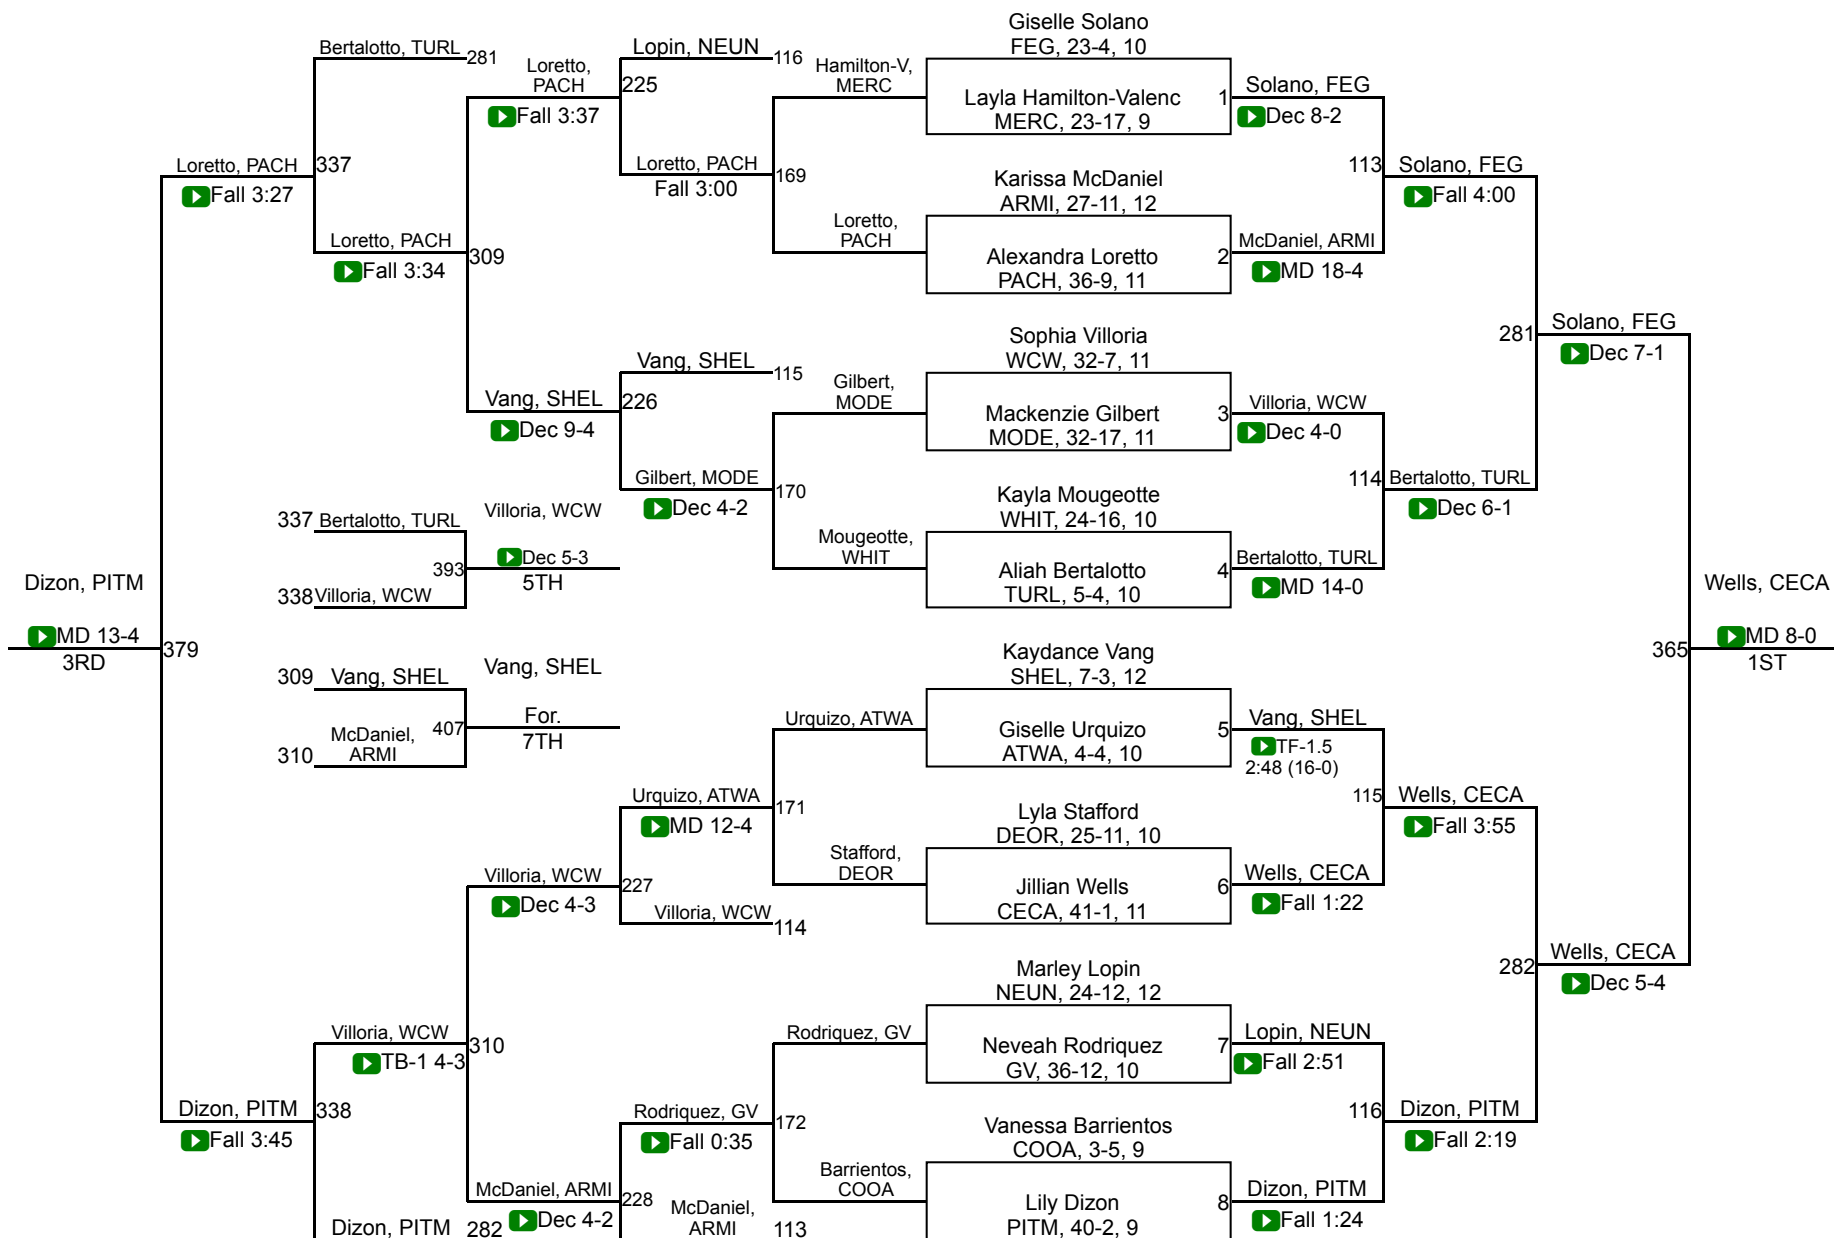 Giselle Solano
FEG, 23-4, 10
Bertalotto, TURL
281
Loretto,
PACH
Lopin, NEUN
116
Hamilton-V,
MERC
Layla Hamilton-Valenc
MERC, 23-17, 9
1
Solano, FEG
Dec 8-2
225
Fall 3:37
Loretto, PACH
337
Fall 3:27
Loretto, PACH
Fall 3:00
169
Karissa McDaniel
ARMI, 27-11, 12
113
Solano, FEG
Fall 4:00
Loretto, PACH
Fall 3:34
309
Loretto,
PACH
Alexandra Loretto
PACH, 36-9, 11
2
McDaniel, ARMI
MD 18-4
Sophia Villoria
WCW, 32-7, 11
281
Solano, FEG
Dec 7-1
Vang, SHEL
115
Vang, SHEL
226
Dec 9-4
Gilbert,
MODE
Mackenzie Gilbert
MODE, 32-17, 11
3
Villoria, WCW
Dec 4-0
Gilbert, MODE
Dec 4-2
170
Kayla Mougeotte
WHIT, 24-16, 10
114
Bertalotto, TURL
Dec 6-1
337
Bertalotto, TURL
Villoria, WCW
393
Dec 5-3
5TH
338
Villoria, WCW
Mougeotte,
WHIT
Aliah Bertalotto
TURL, 5-4, 10
4
Bertalotto, TURL
MD 14-0
Dizon, PITM
MD 13-4
3RD
379
Wells, CECA
365
MD 8-0
1ST
309
Vang, SHEL
Vang, SHEL
407
For.
7TH
310
McDaniel,
ARMI
Kaydance Vang
SHEL, 7-3, 12
Urquizo, ATWA
Giselle Urquizo
ATWA, 4-4, 10
5
Vang, SHEL
TF-1.5
2:48 (16-0)
Urquizo, ATWA
MD 12-4
171
Lyla Stafford
DEOR, 25-11, 10
115
Wells, CECA
Fall 3:55
Villoria, WCW
Dec 4-3
227
Stafford,
DEOR
Jillian Wells
CECA, 41-1, 11
6
Wells, CECA
Fall 1:22
Villoria, WCW
114
Marley Lopin
NEUN, 24-12, 12
282
Wells, CECA
Dec 5-4
Villoria, WCW
TB-1 4-3
310
Rodriquez, GV
Neveah Rodriquez
GV, 36-12, 10
7
Lopin, NEUN
Fall 2:51
Dizon, PITM
Fall 3:45
338
Rodriquez, GV
Fall 0:35
172
Vanessa Barrientos
COOA, 3-5, 9
116
Dizon, PITM
Fall 2:19
McDaniel, ARMI
Dec 4-2
228
Barrientos,
COOA
Lily Dizon
PITM, 40-2, 9
8
Dizon, PITM
Fall 1:24
Dizon, PITM
282
McDaniel,
ARMI
113